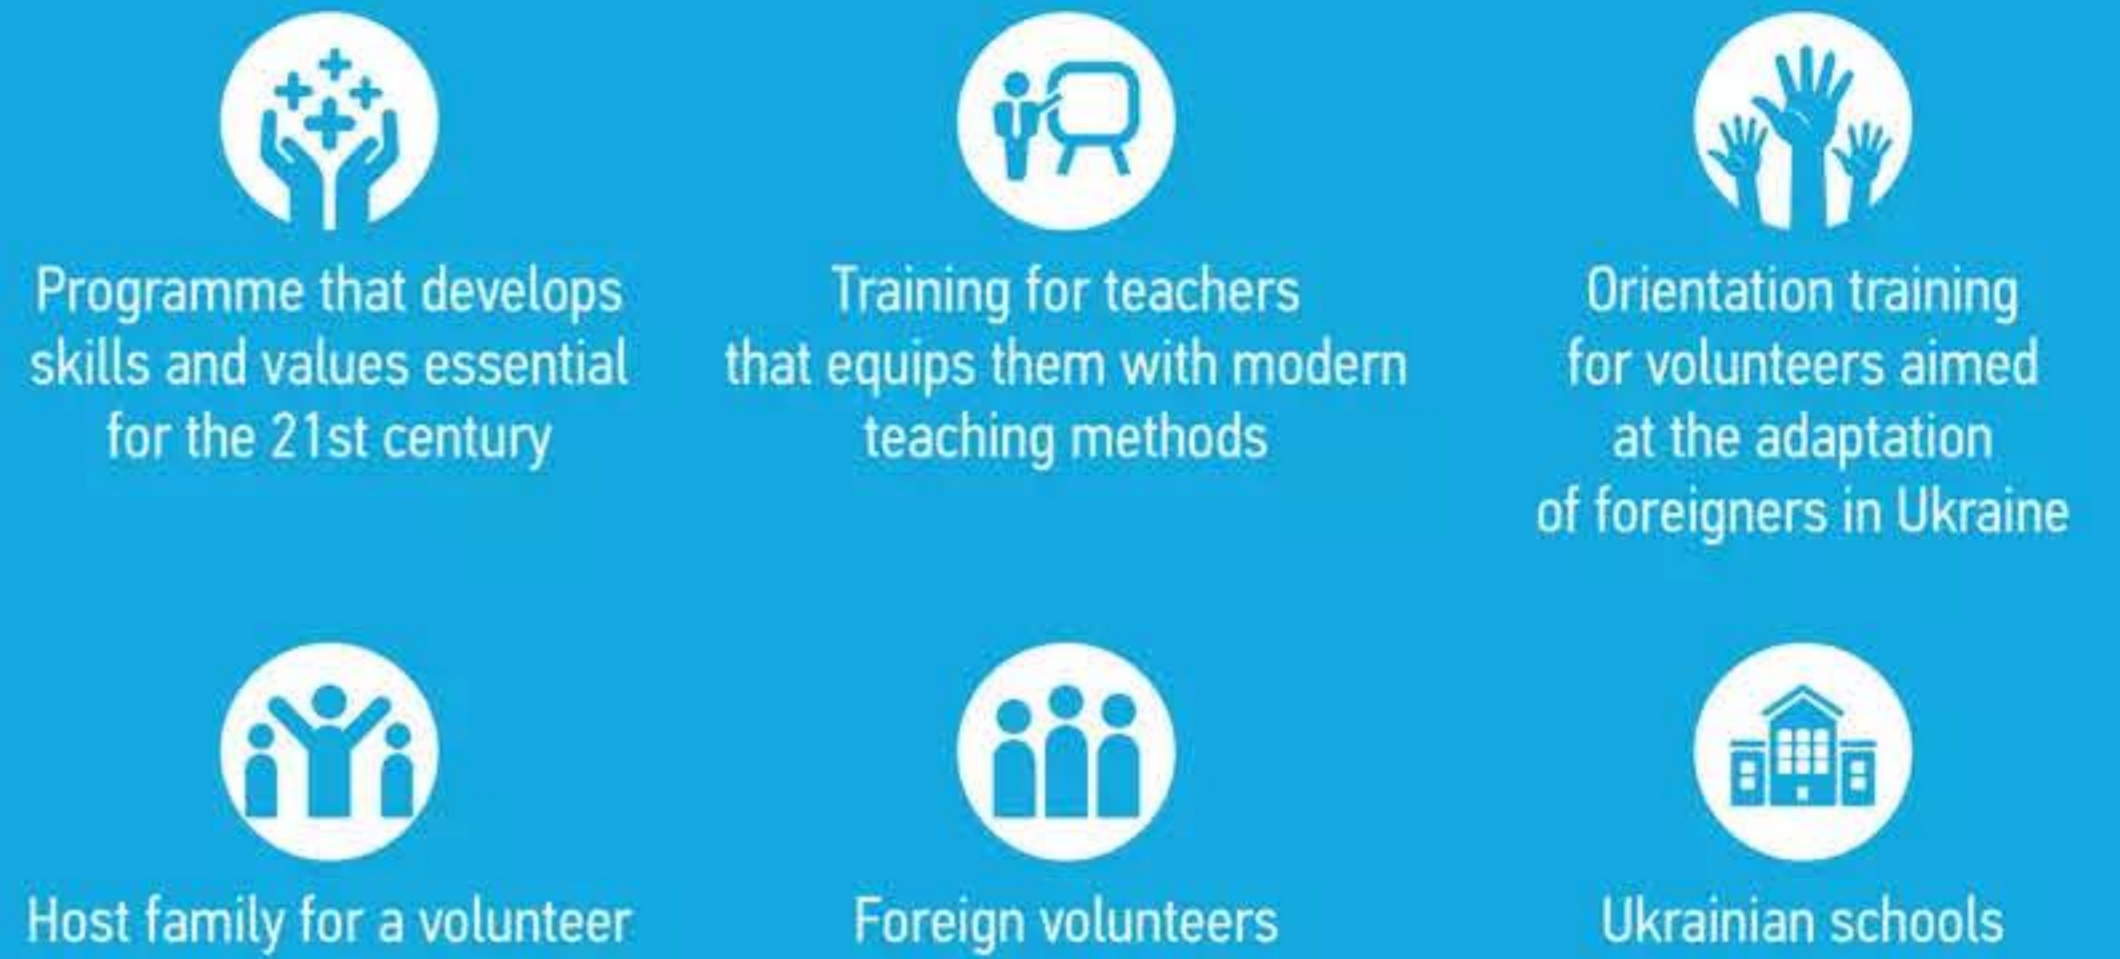 Programme that develops
skills and values essential
for the 21st century
Training for teachers
that equips them with modern
teaching methods
Orientation training
for volunteers aimed
at the adaptation
of foreigners in Ukraine
Host family for a volunteer
Foreign volunteers
Ukrainian schools